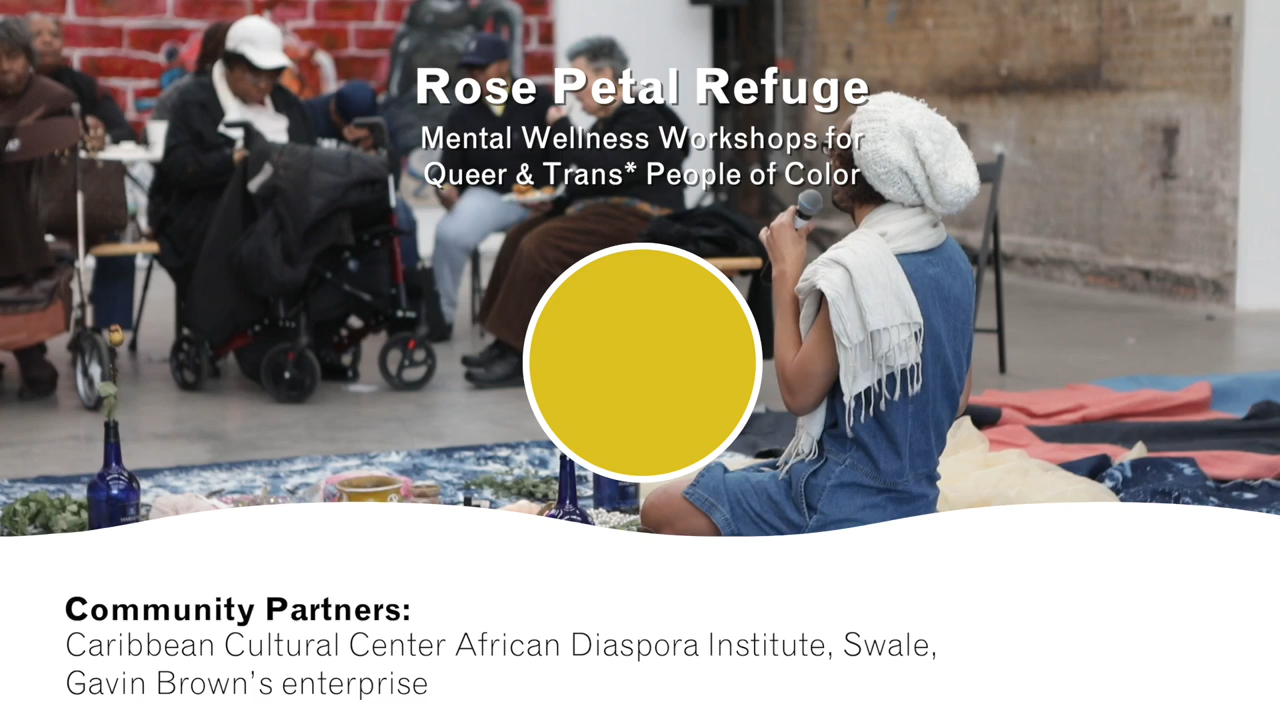 Rose Petal Refuge
Mental Wellness Workshops for
Queer & Trans* People of Color
Community Partners:
Caribbean Cultural Center African Diaspora Institute, Swale,
Gavin Brown’s enterprise